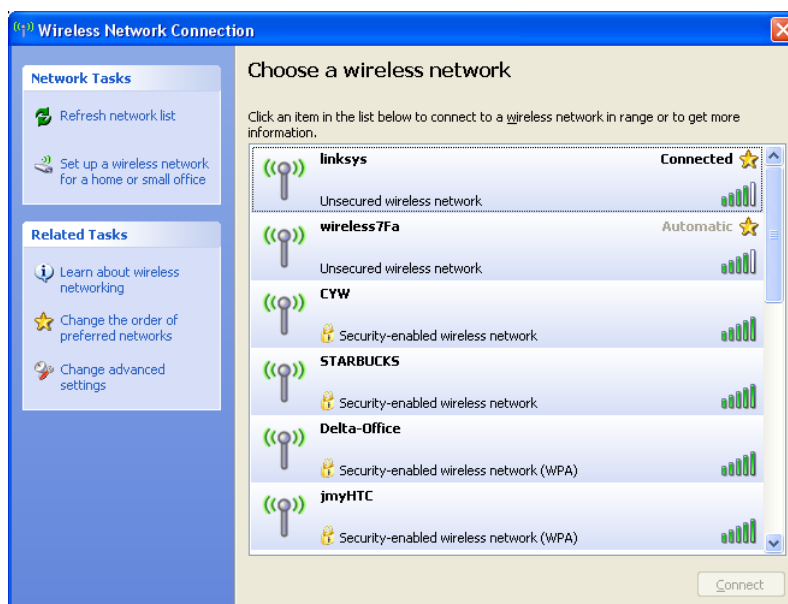 Wireless Network Connection
Network Tasks
Refresh network list
Set up a wireless network
for a home or small office
Related Tasks
Learn about wireless
networking
Change the order of
preferred networks
Change advanced
settings
Choose a wireless network
Click an item in the list below to connect to a wireless network in range or to get more
information.
linksys Connected
Unsecured wireless network
wireless7Fa Automatic
Unsecured wireless network
CYW
Security-enabled wireless network
STARBUCKS
Security-enabled wireless network
Delta-Office
Security-enabled wireless network (WPA)
jmyHTC
Security-enabled wireless network (WPA)
Connect